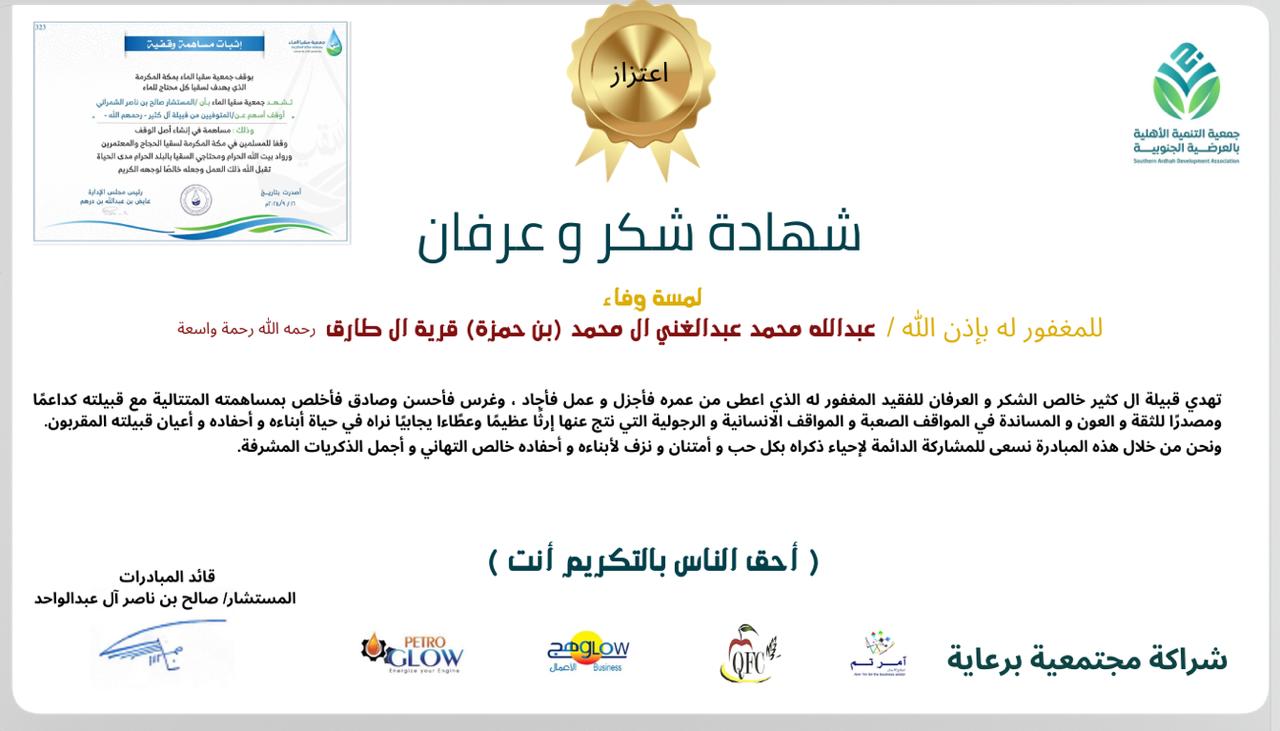 323
إثبات مساهمة وقفية
جمعية سقيا الماء
بوقف جمعية سقيا الماء بمكة المكرمة
الذي يهدف لسقيا كل محتاج للماء
تشهد جمعية سقيا الماء بأن /المستشار صالح بن ناصر الشمراني
أوقف أسهم عن/المتوفيين من قبيلة آل كثير - رحمهم الله -
وذلك : مساهمة في إنشاء أصل الوقف
وقفا للمسلمين في مكة المكرمة لسقيا الحجاج والمعتمرين
ورواد بيت الله الحرام ومحتاجي السقيا بالبلد الحرام مدى الحياة
تقبل الله ذلك العمل وجعله خالصًا لوجهه الكريم
أصدرت بتاريخ
رئيس مجلس الإدارة
عايض بن عبدالله بن درهم
اعتزاز
جمعية التنمية الأهلية
بالعرضية الجنوبية
Southern Ardhah Development Association
شهادة شكر و عرفان
لمسة وفاء
للمغفور له بإذن الله / عبدالله محمد عبدالغني ال محمد (بن حمزة) قرية ال طارق رحمه الله رحمة واسعة
تهدي قبيلة ال كثير خالص الشكر و العرفان للفقيد المغفور له الذي اعطى من عمره فأجزل و عمل فأجاد ، وغرس فأحسن وصادق فأخلص بمساهمته المتتالية مع قبيلته كداعمًا
ومصدرًا للثقة و العون و المساندة في المواقف الصعبة و المواقف الانسانية و الرجولية التي نتج عنها إرثًا عظيمًا وعطًاءا يجابيًا نراه في حياة أبناءه و أحفاده و أعيان قبيلته المقربون.
ونحن من خلال هذه المبادرة نسعى للمشاركة الدائمة لإحياء ذكراه بكل حب و أمتنان و نزف لأبناءه و أحفاده خالص التهاني و أجمل الذكريات المشرفة.
( أحق الناس بالتكريم أنت )
قائد المبادرات
المستشار/ صالح بن ناصر آل عبدالواحد
شراكة مجتمعية برعاية
آمر تم
QFC
هج GLOW
الأعمال Business
PETRO
GLOW
Energize your Engine